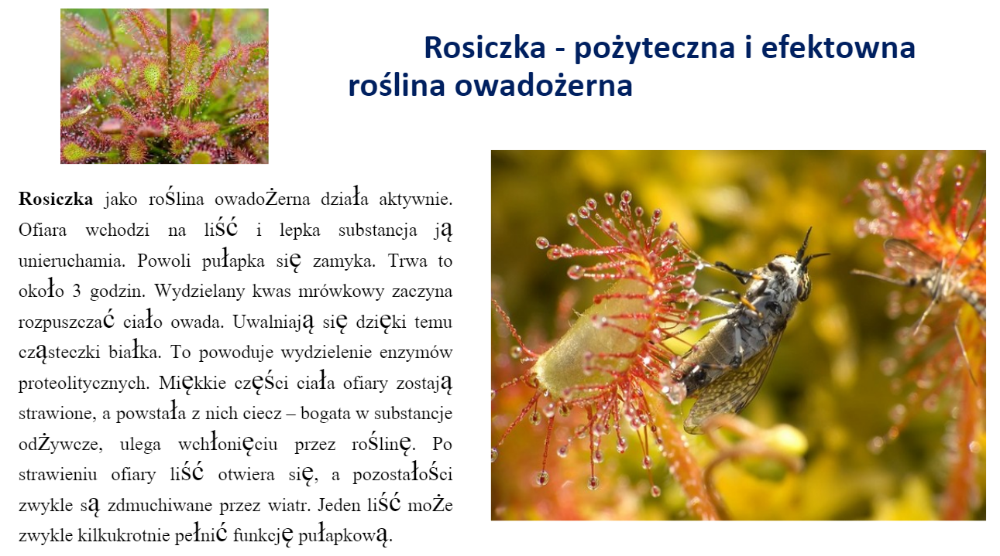 Rosiczka - pożyteczna i efektowna
roślina owadożerna
Rosiczka jako roślina owadoŻerna działa aktywnie.
Ofiara wchodzi na liść i lepka substancja ją
unieruchamia. Powoli pułapka się zamyka. Trwa to
około 3 godzin. Wydzielany kwas mrówkowy zaczyna
rozpuszczać ciało owada. Uwalniają się dzięki temu
cząsteczki białka. To powoduje wydzielenie enzymów
proteolitycznych. Miękkie części ciała ofiary zostają
strawione, a powstała z nich ciecz – bogata w substancje
odŻywcze, ulega wchłonięciu przez roślinę. Po
strawieniu ofiary liść otwiera się, a pozostałości
zwykle są zdmuchiwane przez wiatr. Jeden liść moŻe
zwykle kilkukrotnie pełnić funkcję pułapkową.